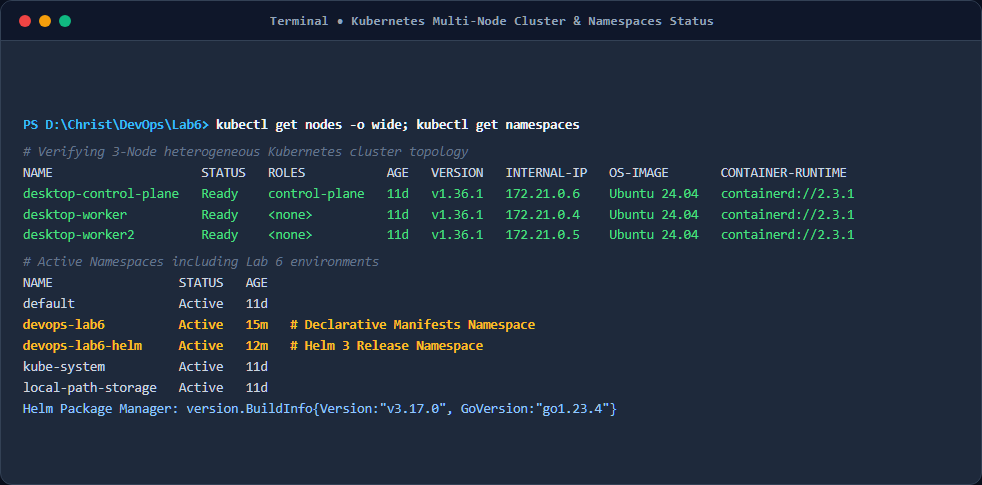 Terminal • Kubernetes Multi-Node Cluster & Namespaces Status
PS D:\Christ\DevOps\Lab6> kubectl get nodes -o wide; kubectl get namespaces
# Verifying 3-Node heterogeneous Kubernetes cluster topology
NAME STATUS ROLES AGE VERSION INTERNAL-IP OS-IMAGE CONTAINER-RUNTIME
desktop-control-plane Ready control-plane 11d v1.36.1 172.21.0.6 Ubuntu 24.04 containerd://2.3.1
desktop-worker Ready <none> 11d v1.36.1 172.21.0.4 Ubuntu 24.04 containerd://2.3.1
desktop-worker2 Ready <none> 11d v1.36.1 172.21.0.5 Ubuntu 24.04 containerd://2.3.1
# Active Namespaces including Lab 6 environments
NAME STATUS AGE
default Active 11d
devops-lab6 Active 15m # Declarative Manifests Namespace
devops-lab6-helm Active 12m # Helm 3 Release Namespace
kube-system Active 11d
local-path-storage Active 11d
Helm Package Manager: version.BuildInfo{Version:"v3.17.0", GoVersion:"go1.23.4"}